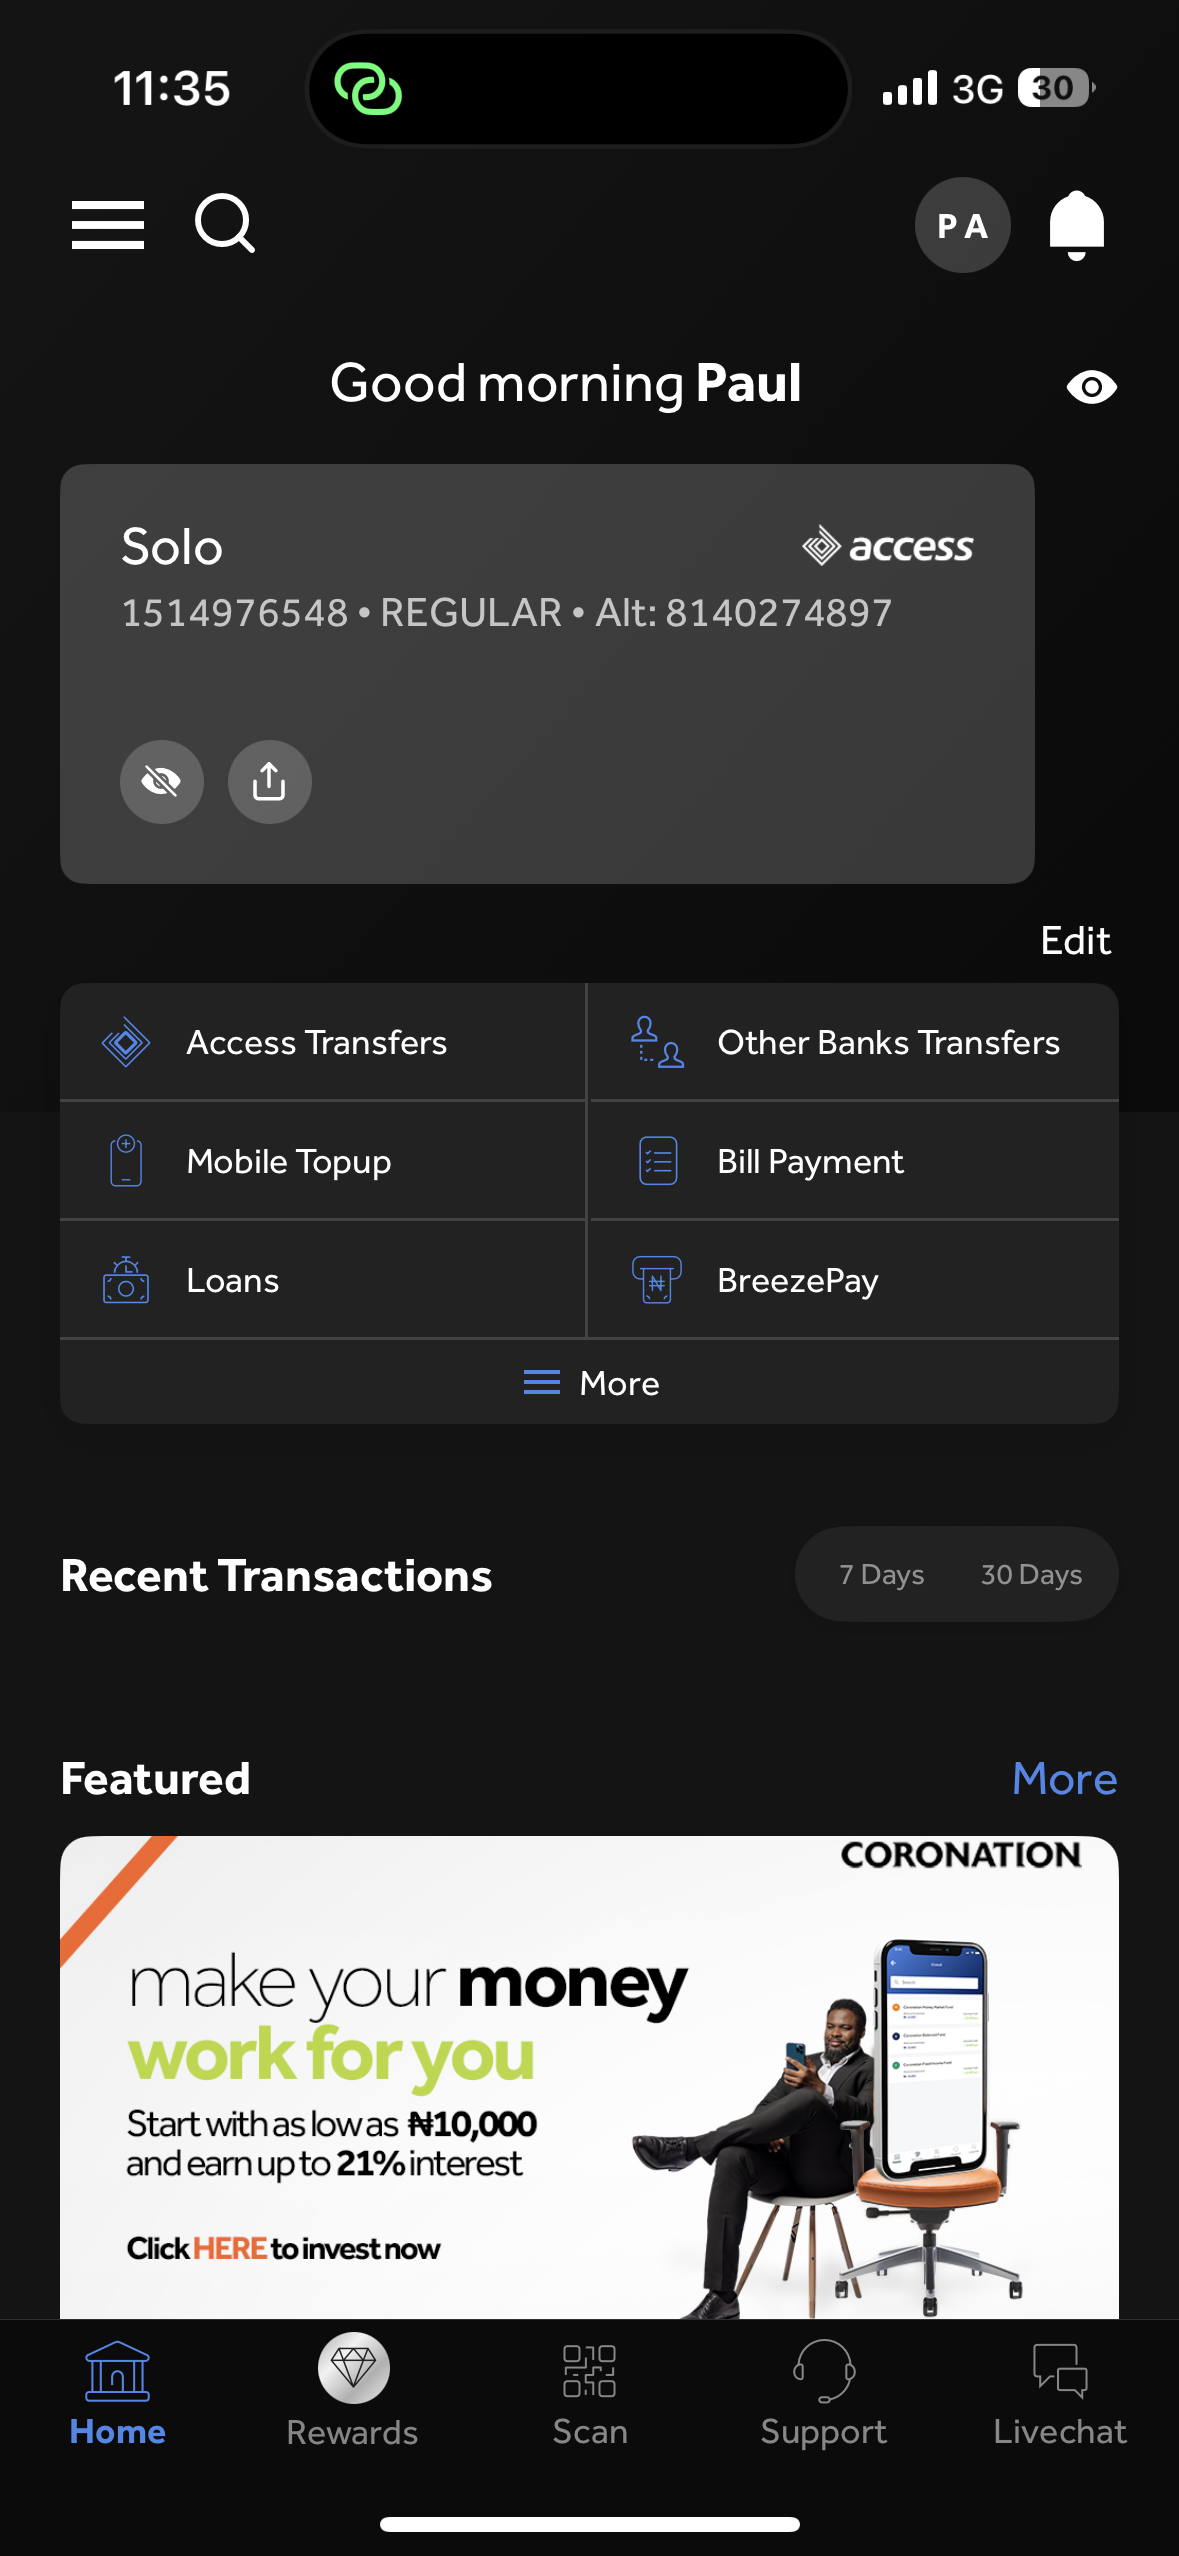 11:35
3G 30
P A
Good morning Paul
Solo
access
1514976548 • REGULAR • Alt: 8140274897
Edit
Access Transfers
Other Banks Transfers
Mobile Topup
Bill Payment
Loans
BreezePay
More
Recent Transactions
7 Days 30 Days
Featured
More
CORONATION
make your money
work for you
Start with as low as ₦10,000
and earn up to 21% interest
Click HERE to invest now
Home
Rewards
Scan
Support
Livechat